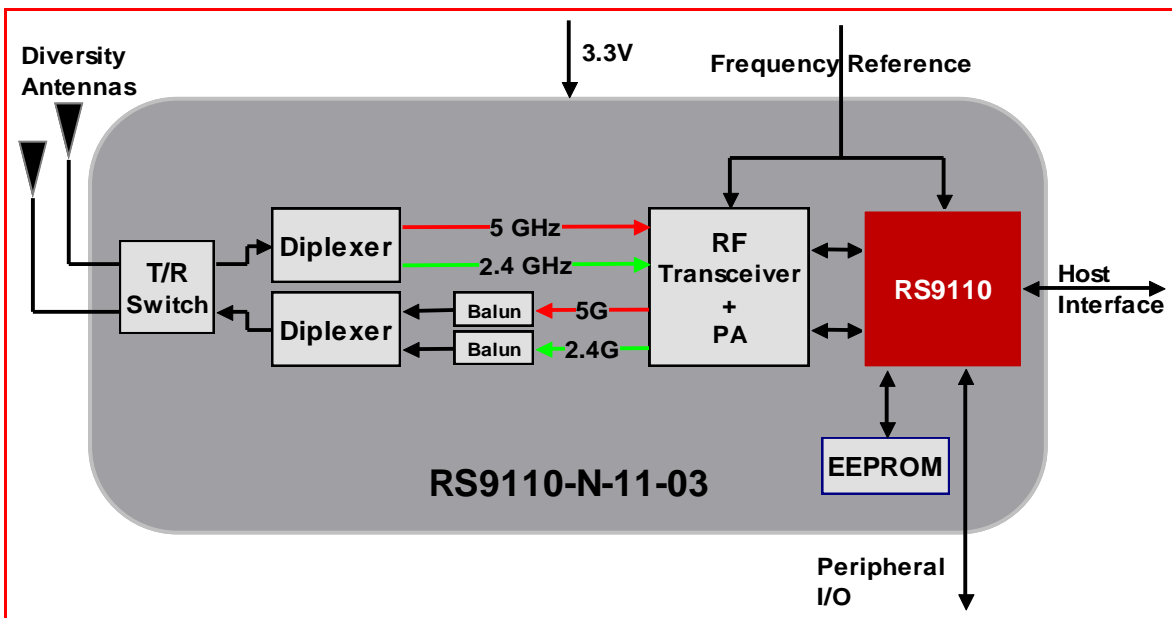 Diversity
Antennas
3.3V
Frequency Reference
Diplexer
5 GHz
2.4 GHz
RF
Transceiver
+
PA
T/R
Switch
RS9110
Host
Interface
Diplexer
Balun
5G
Balun
2.4G
EEPROM
RS9110-N-11-03
Peripheral
I/O